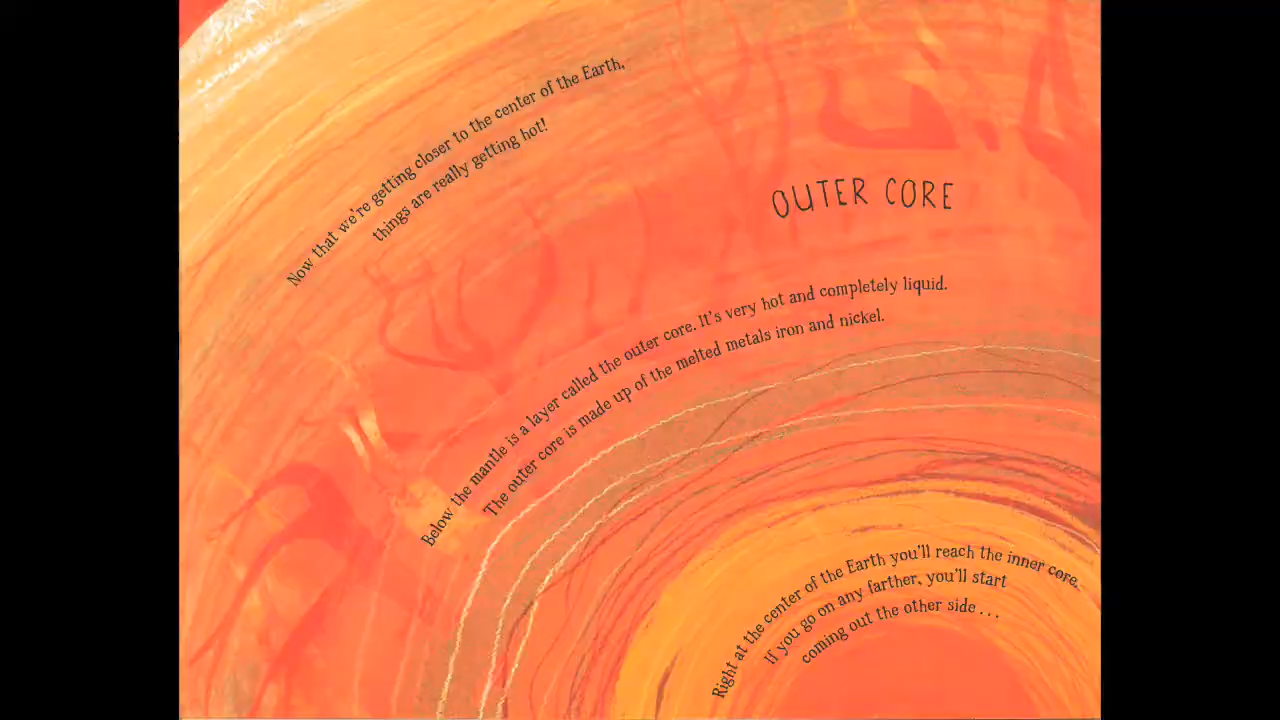 Now that we're getting closer to the center of the Earth,
things are really getting hot!
OUTER CORE
Below the mantle is a layer called the outer core. It's very hot and completely liquid.
The outer core is made up of the melted metals iron and nickel.
Right at the center of the Earth you'll reach the inner core.
If you go on any farther, you'll start
coming out the other side . . .